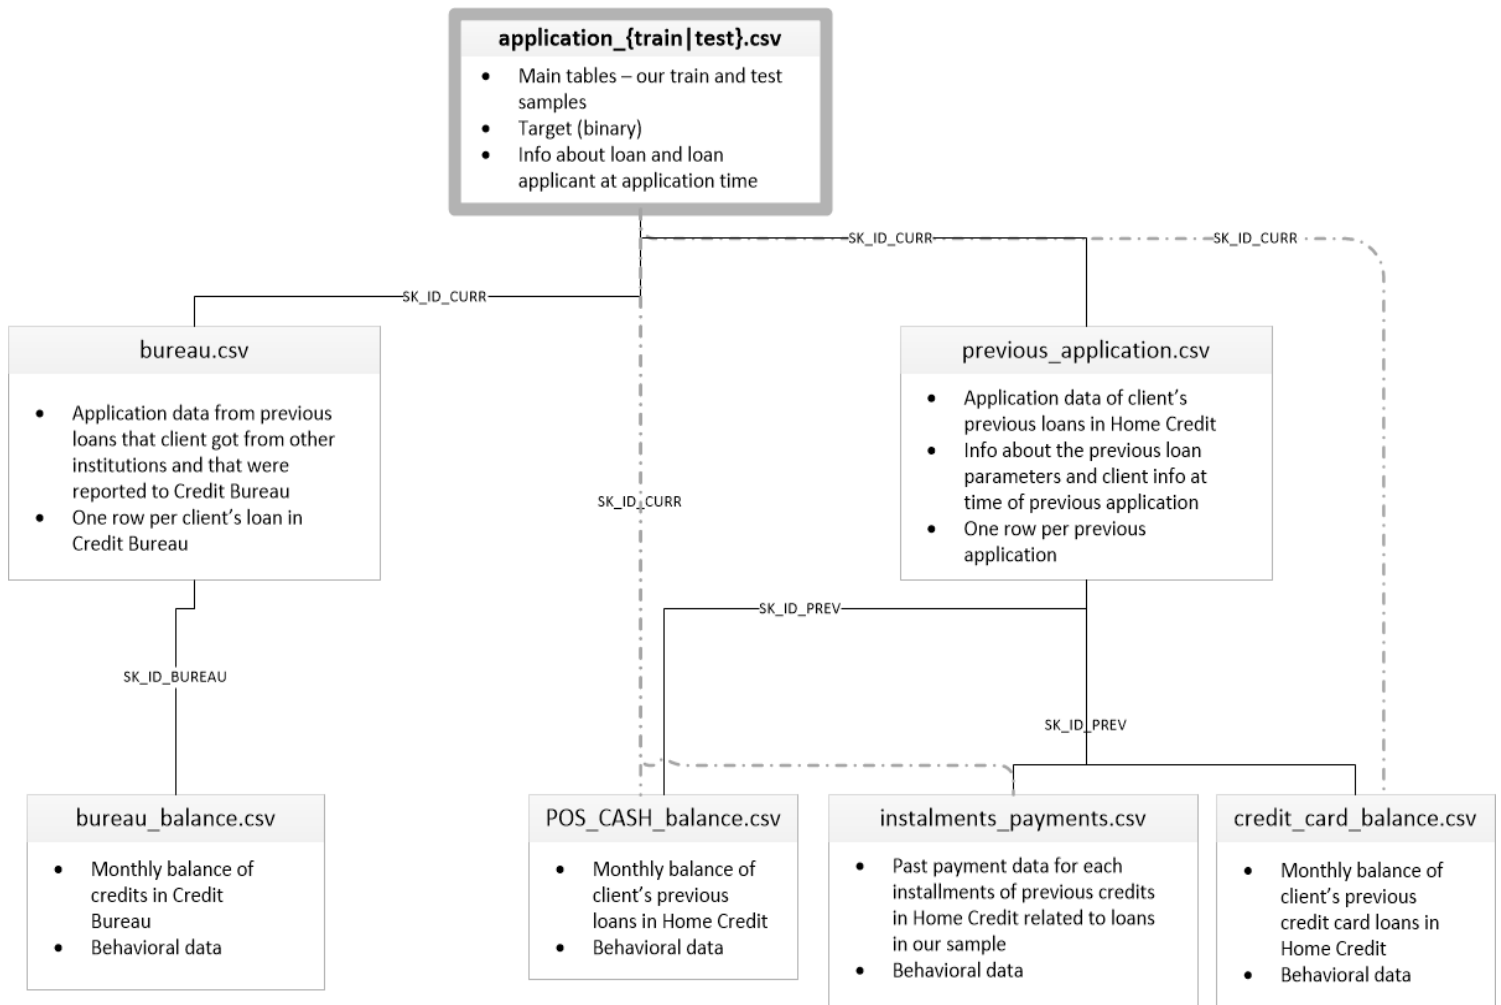 application_{train|test}.csv
• Main tables – our train and test
samples
• Target (binary)
• Info about loan and loan
applicant at application time
SK_ID_CURR
SK_ID_CURR
SK_ID_CURR
bureau.csv
• Application data from previous
loans that client got from other
institutions and that were
reported to Credit Bureau
• One row per client's loan in
Credit Bureau
previous_application.csv
• Application data of client's
previous loans in Home Credit
• Info about the previous loan
parameters and client info at
time of previous application
• One row per previous
application
SK_ID_CURR
SK_ID_PREV
SK_ID_BUREAU
SK_ID_PREV
bureau_balance.csv
• Monthly balance of
credits in Credit
Bureau
• Behavioral data
POS_CASH_balance.csv
• Monthly balance of
client's previous
loans in Home Credit
• Behavioral data
instalments_payments.csv
• Past payment data for each
installments of previous credits
in Home Credit related to loans
in our sample
• Behavioral data
credit_card_balance.csv
• Monthly balance of
client's previous
credit card loans in
Home Credit
• Behavioral data